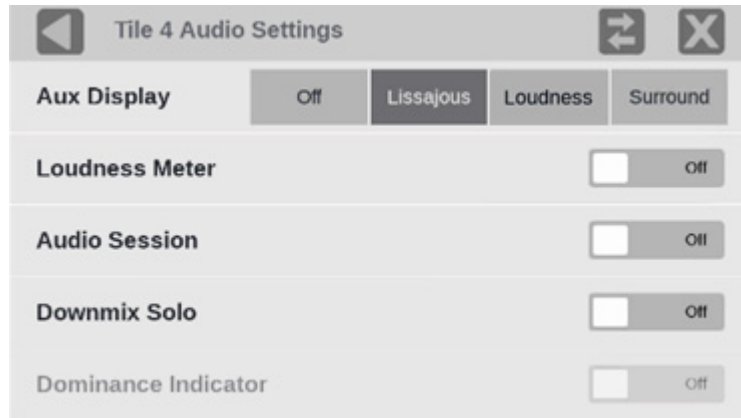 Tile 4 Audio Settings
Aux Display Off Lissajous Loudness Surround
Loudness Meter Off
Audio Session Off
Downmix Solo Off
Dominance Indicator Off